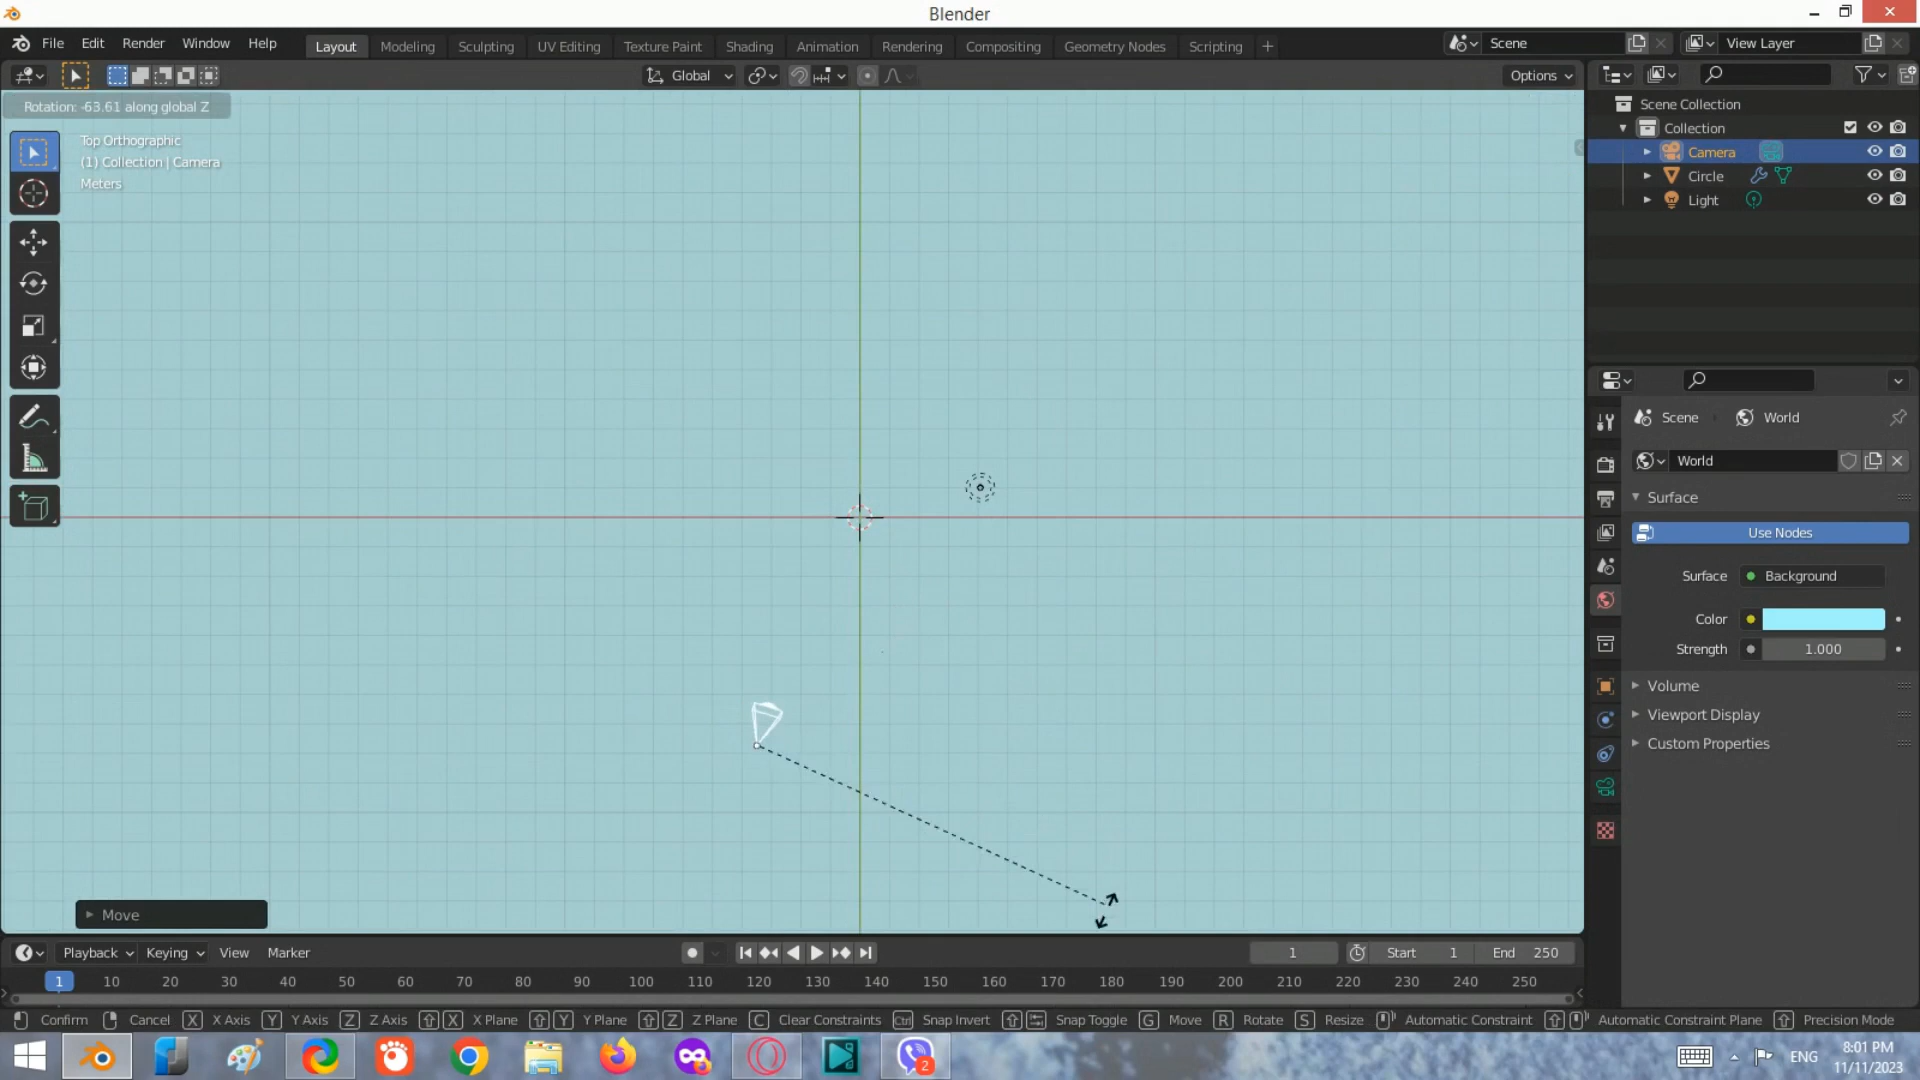 Blender
File Edit Render Window Help Layout Modeling Sculpting UV Editing Texture Paint Shading Animation Rendering Compositing Geometry Nodes Scripting + Scene View Layer
Global Options
Rotation: -63.61 along global Z
Top Orthographic
(1) Collection | Camera
Meters
Scene Collection
Collection
Camera
Circle
Light
Scene World
World
Surface
Use Nodes
Surface Background
Color
Strength 1.000
Volume
Viewport Display
Custom Properties
Move
Playback Keying View Marker 1 Start 1 End 250
1 10 20 30 40 50 60 70 80 90 100 110 120 130 140 150 160 170 180 190 200 210 220 230 240 250
Confirm Cancel X X Axis Y Y Axis Z Z Axis X X Plane Y Y Plane Z Z Plane C Clear Constraints Ctrl Snap Invert Snap Toggle G Move R Rotate S Resize Automatic Constraint Automatic Constraint Plane Precision Mode
2 ENG 8:01 PM
11/11/2023